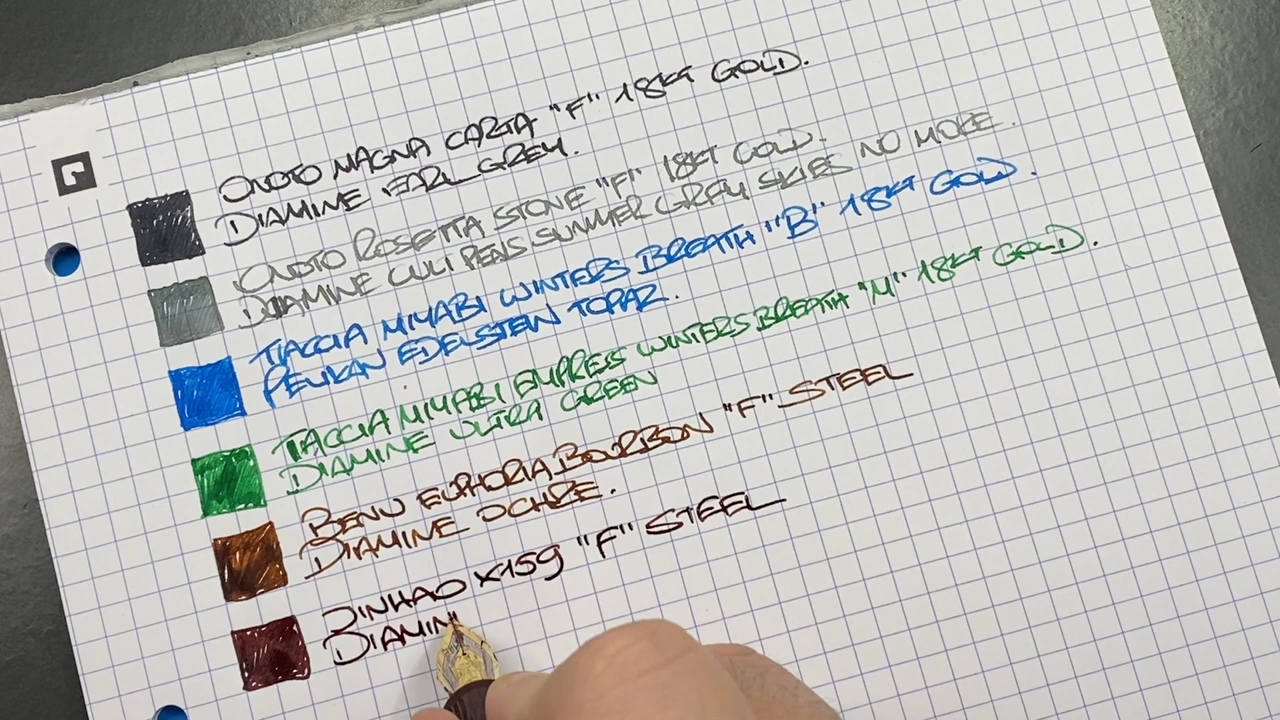 ONOTO MAGNA CARTA "F" 18KT GOLD.
DIAMINE EARL GREY.
ONOTO ROSETTA STONE "F" 18KT GOLD.
DIAMINE CULT PENS SUMMER GREY SKIES NO MORE.
TACCIA MIYABI WINTERS BREATH "B" 18KT GOLD.
PELIKAN EDELSTEIN TOPAZ.
TACCIA MIYABI EMPRESS WINTERS BREATH "M" 18KT GOLD.
DIAMINE ULTRA GREEN
BENU EUPHORIA BOURBON "F" STEEL
DIAMINE OCHRE.
JINHAO X159 "F" STEEL
DIAMIN